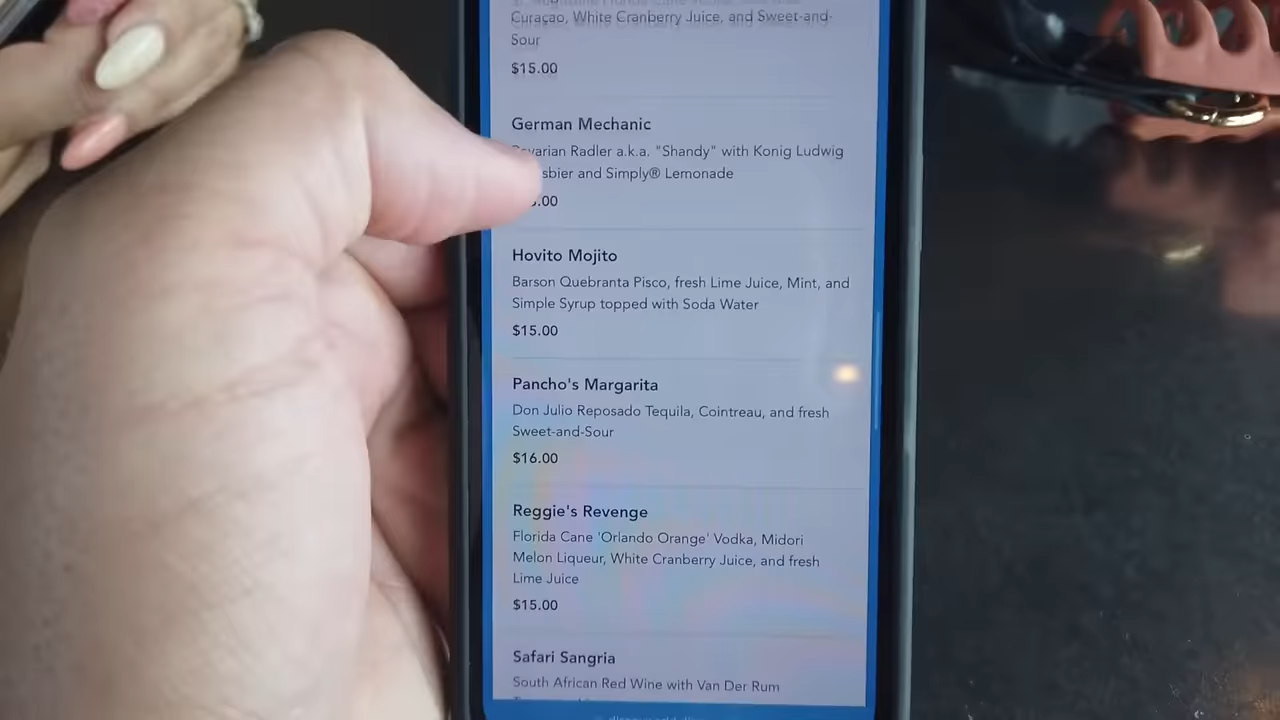 Curaçao, White Cranberry Juice, and Sweet-and-
Sour
$15.00
German Mechanic
Radler a.k.a. "Shandy" with Konig Ludwig
and Simply® Lemonade
Hovito Mojito
Barson Quebranta Pisco, fresh Lime Juice, Mint, and
Simple Syrup topped with Soda Water
$15.00
Pancho's Margarita
Don Julio Reposado Tequila, Cointreau, and fresh
Sweet-and-Sour
$16.00
Reggie's Revenge
Florida Cane 'Orlando Orange' Vodka, Midori
Melon Liqueur, White Cranberry Juice, and fresh
Lime Juice
$15.00
Safari Sangria
South African Red Wine with Van Der Rum